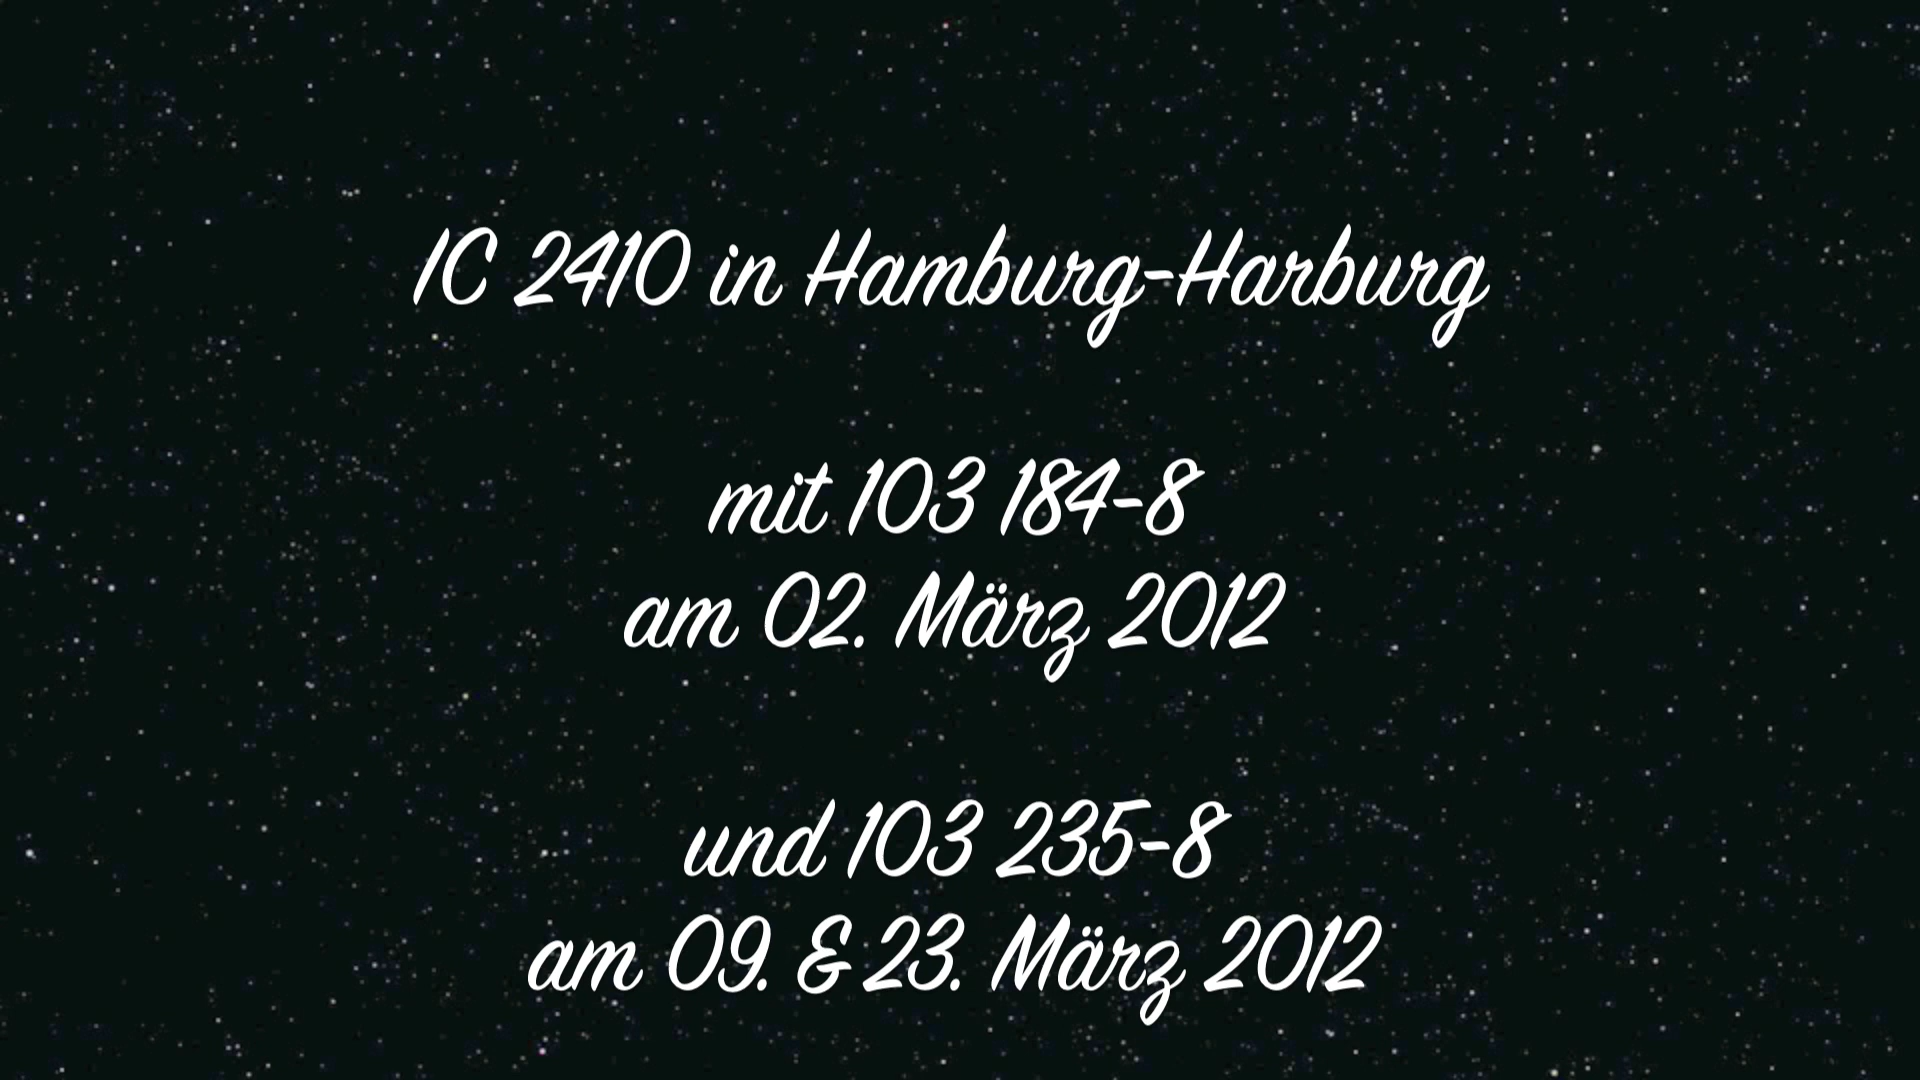 IC 2410 in Hamburg-Harburg
mit 103 184-8
am 02. März 2012
und 103 235-8
am 09. & 23. März 2012